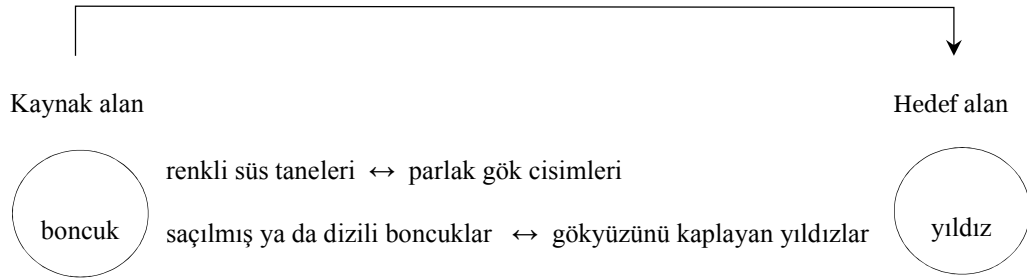 Kaynak alan Hedef alan
renkli süs taneleri ↔ parlak gök cisimleri
boncuk saçılmış ya da dizili boncuklar ↔ gökyüzünü kaplayan yıldızlar yıldız